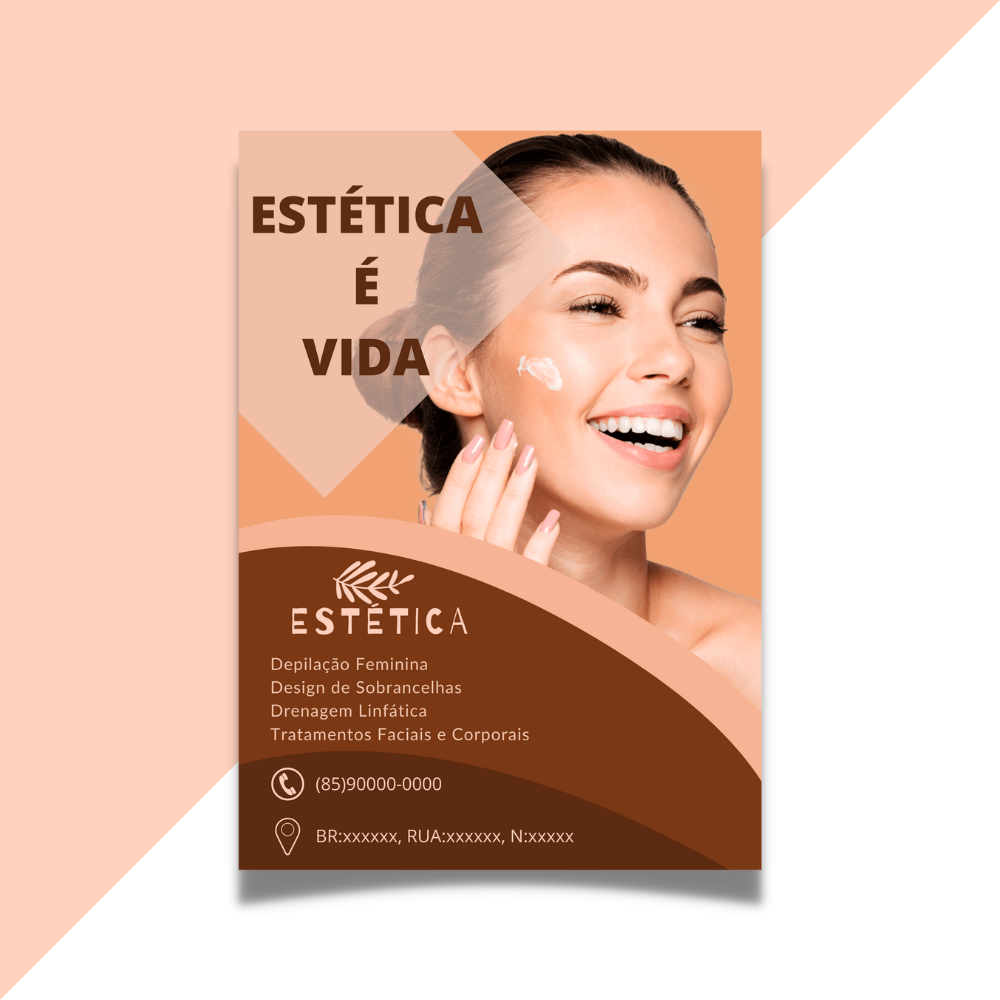 ESTÉTICA
É
VIDA
ESTÉTICA
Depilação Feminina
Design de Sobrancelhas
Drenagem Linfática
Tratamentos Faciais e Corporais
(85)90000-0000
BR:xxxxxx, RUA:xxxxxx, N:xxxxx